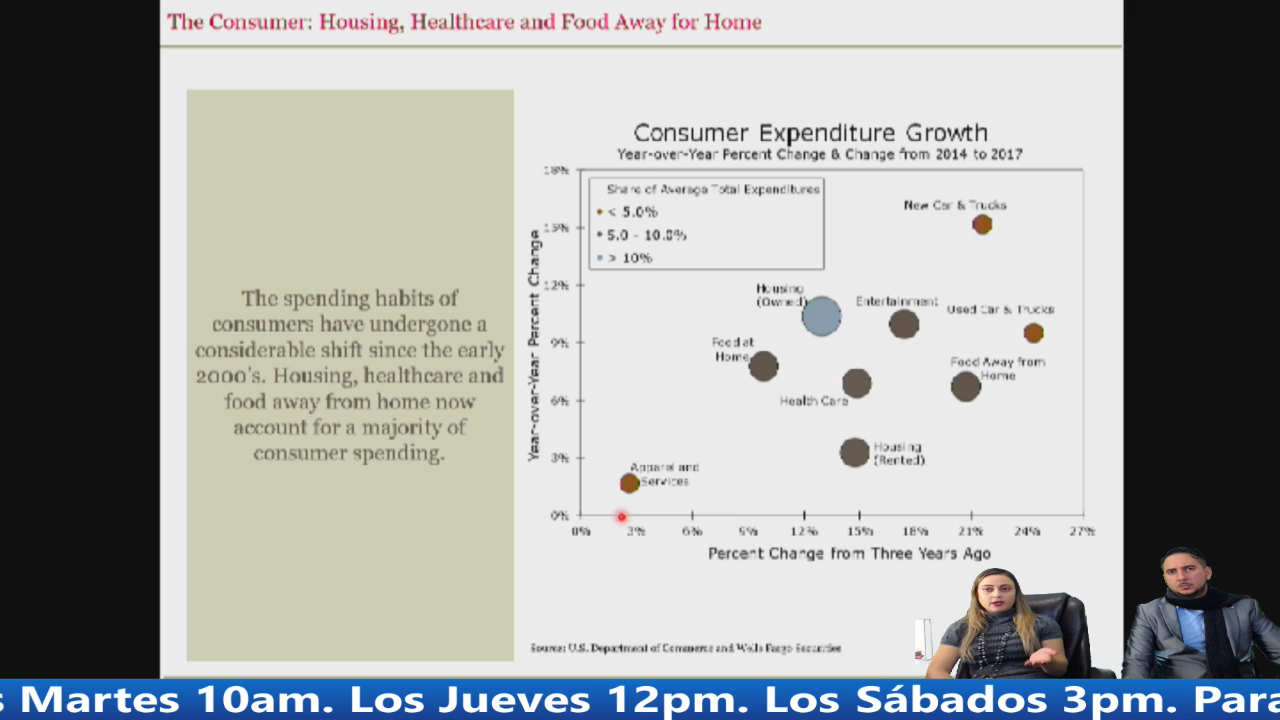 The Consumer: Housing, Healthcare and Food Away for Home
The spending habits of
consumers have undergone a
considerable shift since the early
2000's. Housing, healthcare and
food away from home now
account for a majority of
consumer spending.
Consumer Expenditure Growth
Year-over-Year Percent Change & Change from 2014 to 2017
Share of Average Total Expenditures
< 5.0%
5.0 - 10.0%
> 10%
Year-over-Year Percent Change
18%
15%
12%
9%
6%
3%
0%
New Car & Trucks
Housing
(Owned)
Entertainment
Used Car & Trucks
Food at
Home
Food Away from
Home
Health Care
Housing
(Rented)
Apparel and
Services
0% 3% 6% 9% 12% 15% 18% 21% 24% 27%
Percent Change from Three Years Ago
Source: U.S. Department of Commerce and Wells Fargo Securities
s Martes 10am. Los Jueves 12pm. Los Sábados 3pm. Para